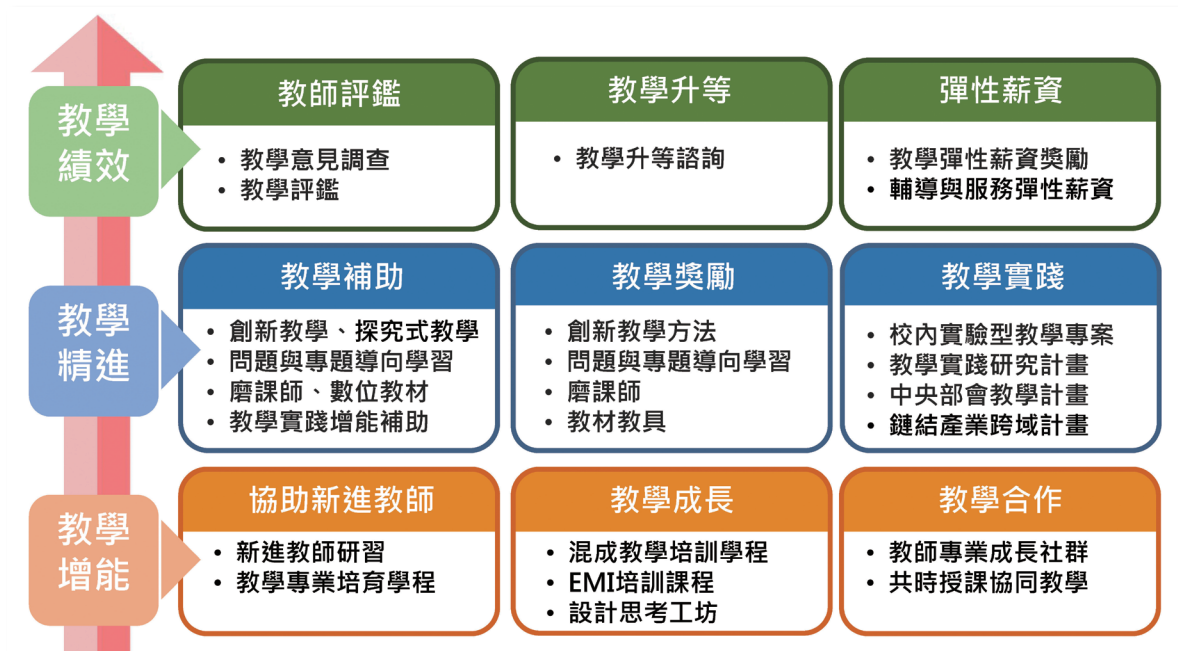 教學
績效
教師評鑑
• 教學意見調查
• 教學評鑑
教學升等
• 教學升等諮詢
彈性薪資
• 教學彈性薪資獎勵
• 輔導與服務彈性薪資
教學
精進
教學補助
• 創新教學、探究式教學
• 問題與專題導向學習
• 磨課師、數位教材
• 教學實踐增能補助
教學獎勵
• 創新教學方法
• 問題與專題導向學習
• 磨課師
• 教材教具
教學實踐
• 校內實驗型教學專案
• 教學實踐研究計畫
• 中央部會教學計畫
• 鏈結產業跨域計畫
教學
增能
協助新進教師
• 新進教師研習
• 教學專業培育學程
教學成長
• 混成教學培訓學程
• EMI培訓課程
• 設計思考工坊
教學合作
• 教師專業成長社群
• 共時授課協同教學